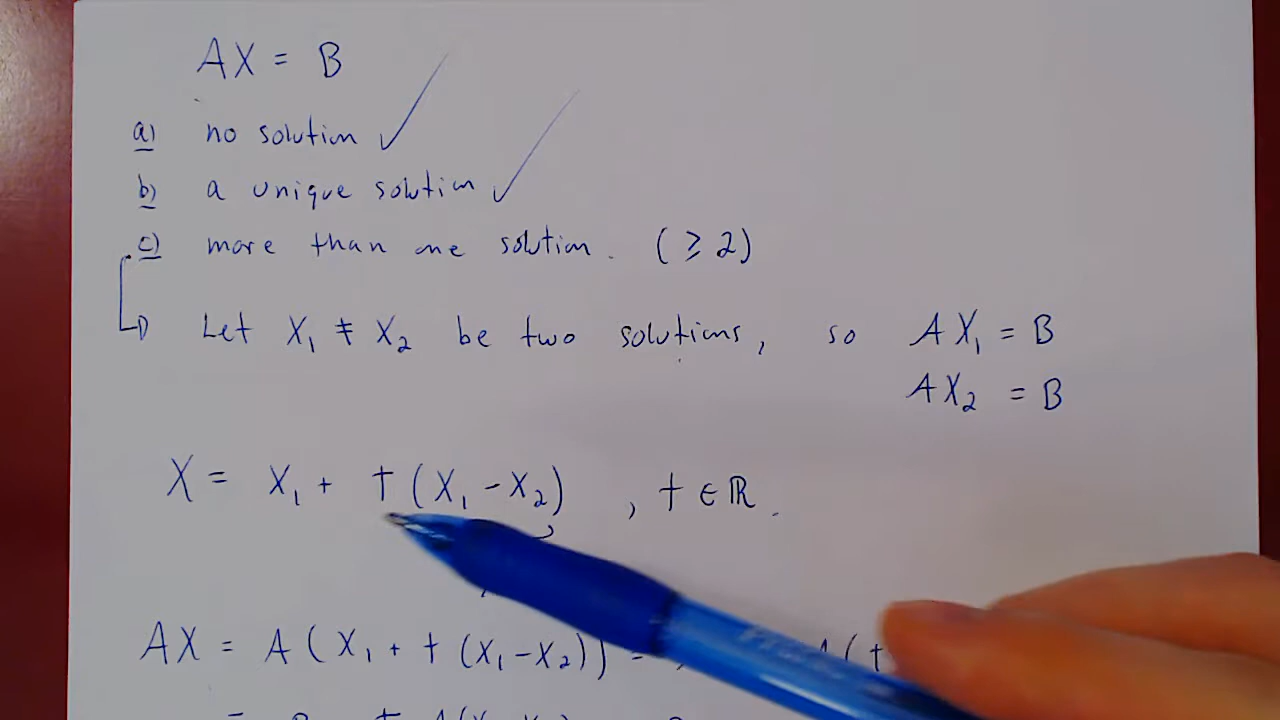 AX = B
a) no solution ✓
b) a unique solution ✓
c) more than one solution. (≥ 2)
Let X₁ ≠ X₂ be two solutions, so AX₁ = B
AX₂ = B
X = X₁ + t(X₁ - X₂) , t ∈ ℝ.
AX = A(X₁ + t(X₁-X₂)) =